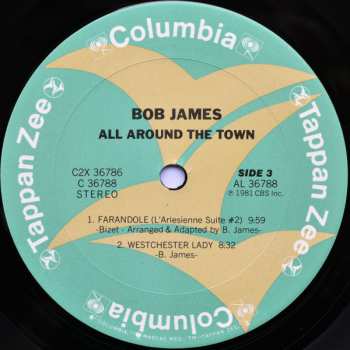 Columbia
BOB JAMES
ALL AROUND THE TOWN
C2X 36786
C 36788
STEREO
SIDE 3
AL 36788
℗ 1981 CBS Inc.
1. FARANDOLE (L'Arlesienne Suite #2) 9:59
-Bizet - Arranged & Adapted by B. James-
2. WESTCHESTER LADY 8:32
-B. James-
Tappan Zee
Tappan Zee
Columbia